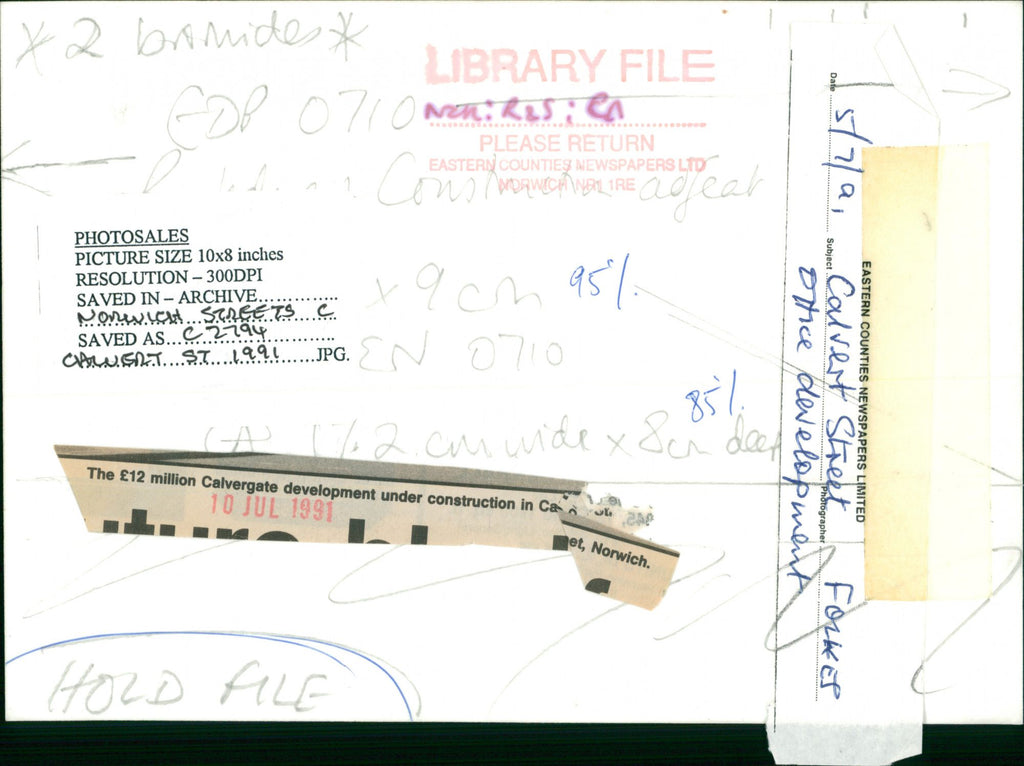 * 2 bromides *
LIBRARY FILE
EDP 0710
PLEASE RETURN
EASTERN COUNTIES NEWSPAPERS LTD
NORWICH NR1 1RE
Construction
PHOTOSALES
PICTURE SIZE 10x8 inches
RESOLUTION – 300DPI
SAVED IN – ARCHIVE..............
NORWICH STREETS C
SAVED AS...C2794
CALVERT ST 1991......JPG.
x 9 cm
95%
EN 0710
85%
17.2 cm wide x 8cm deep
The £12 million Calvergate development under construction in Ca
et, Norwich.
10 JUL 1991
HOLD FILE
EASTERN COUNTIES NEWSPAPERS LIMITED
Date
5/7/91
Subject
Calvert Street
Office development
Photographer